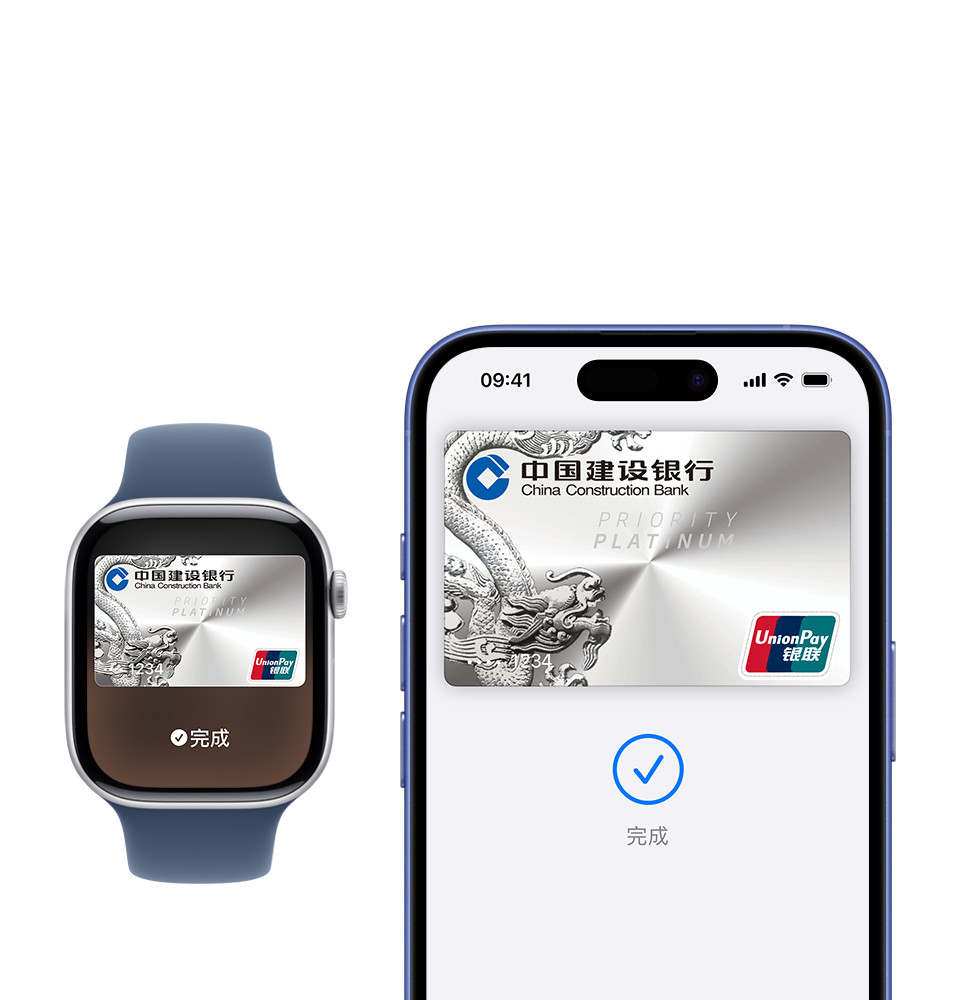 中国建设银行
China Construction Bank
PRIORITY
PLATINUM
1234
UnionPay
银联
完成
09:41
中国建设银行
China Construction Bank
PRIORITY
PLATINUM
1234
UnionPay
银联
完成